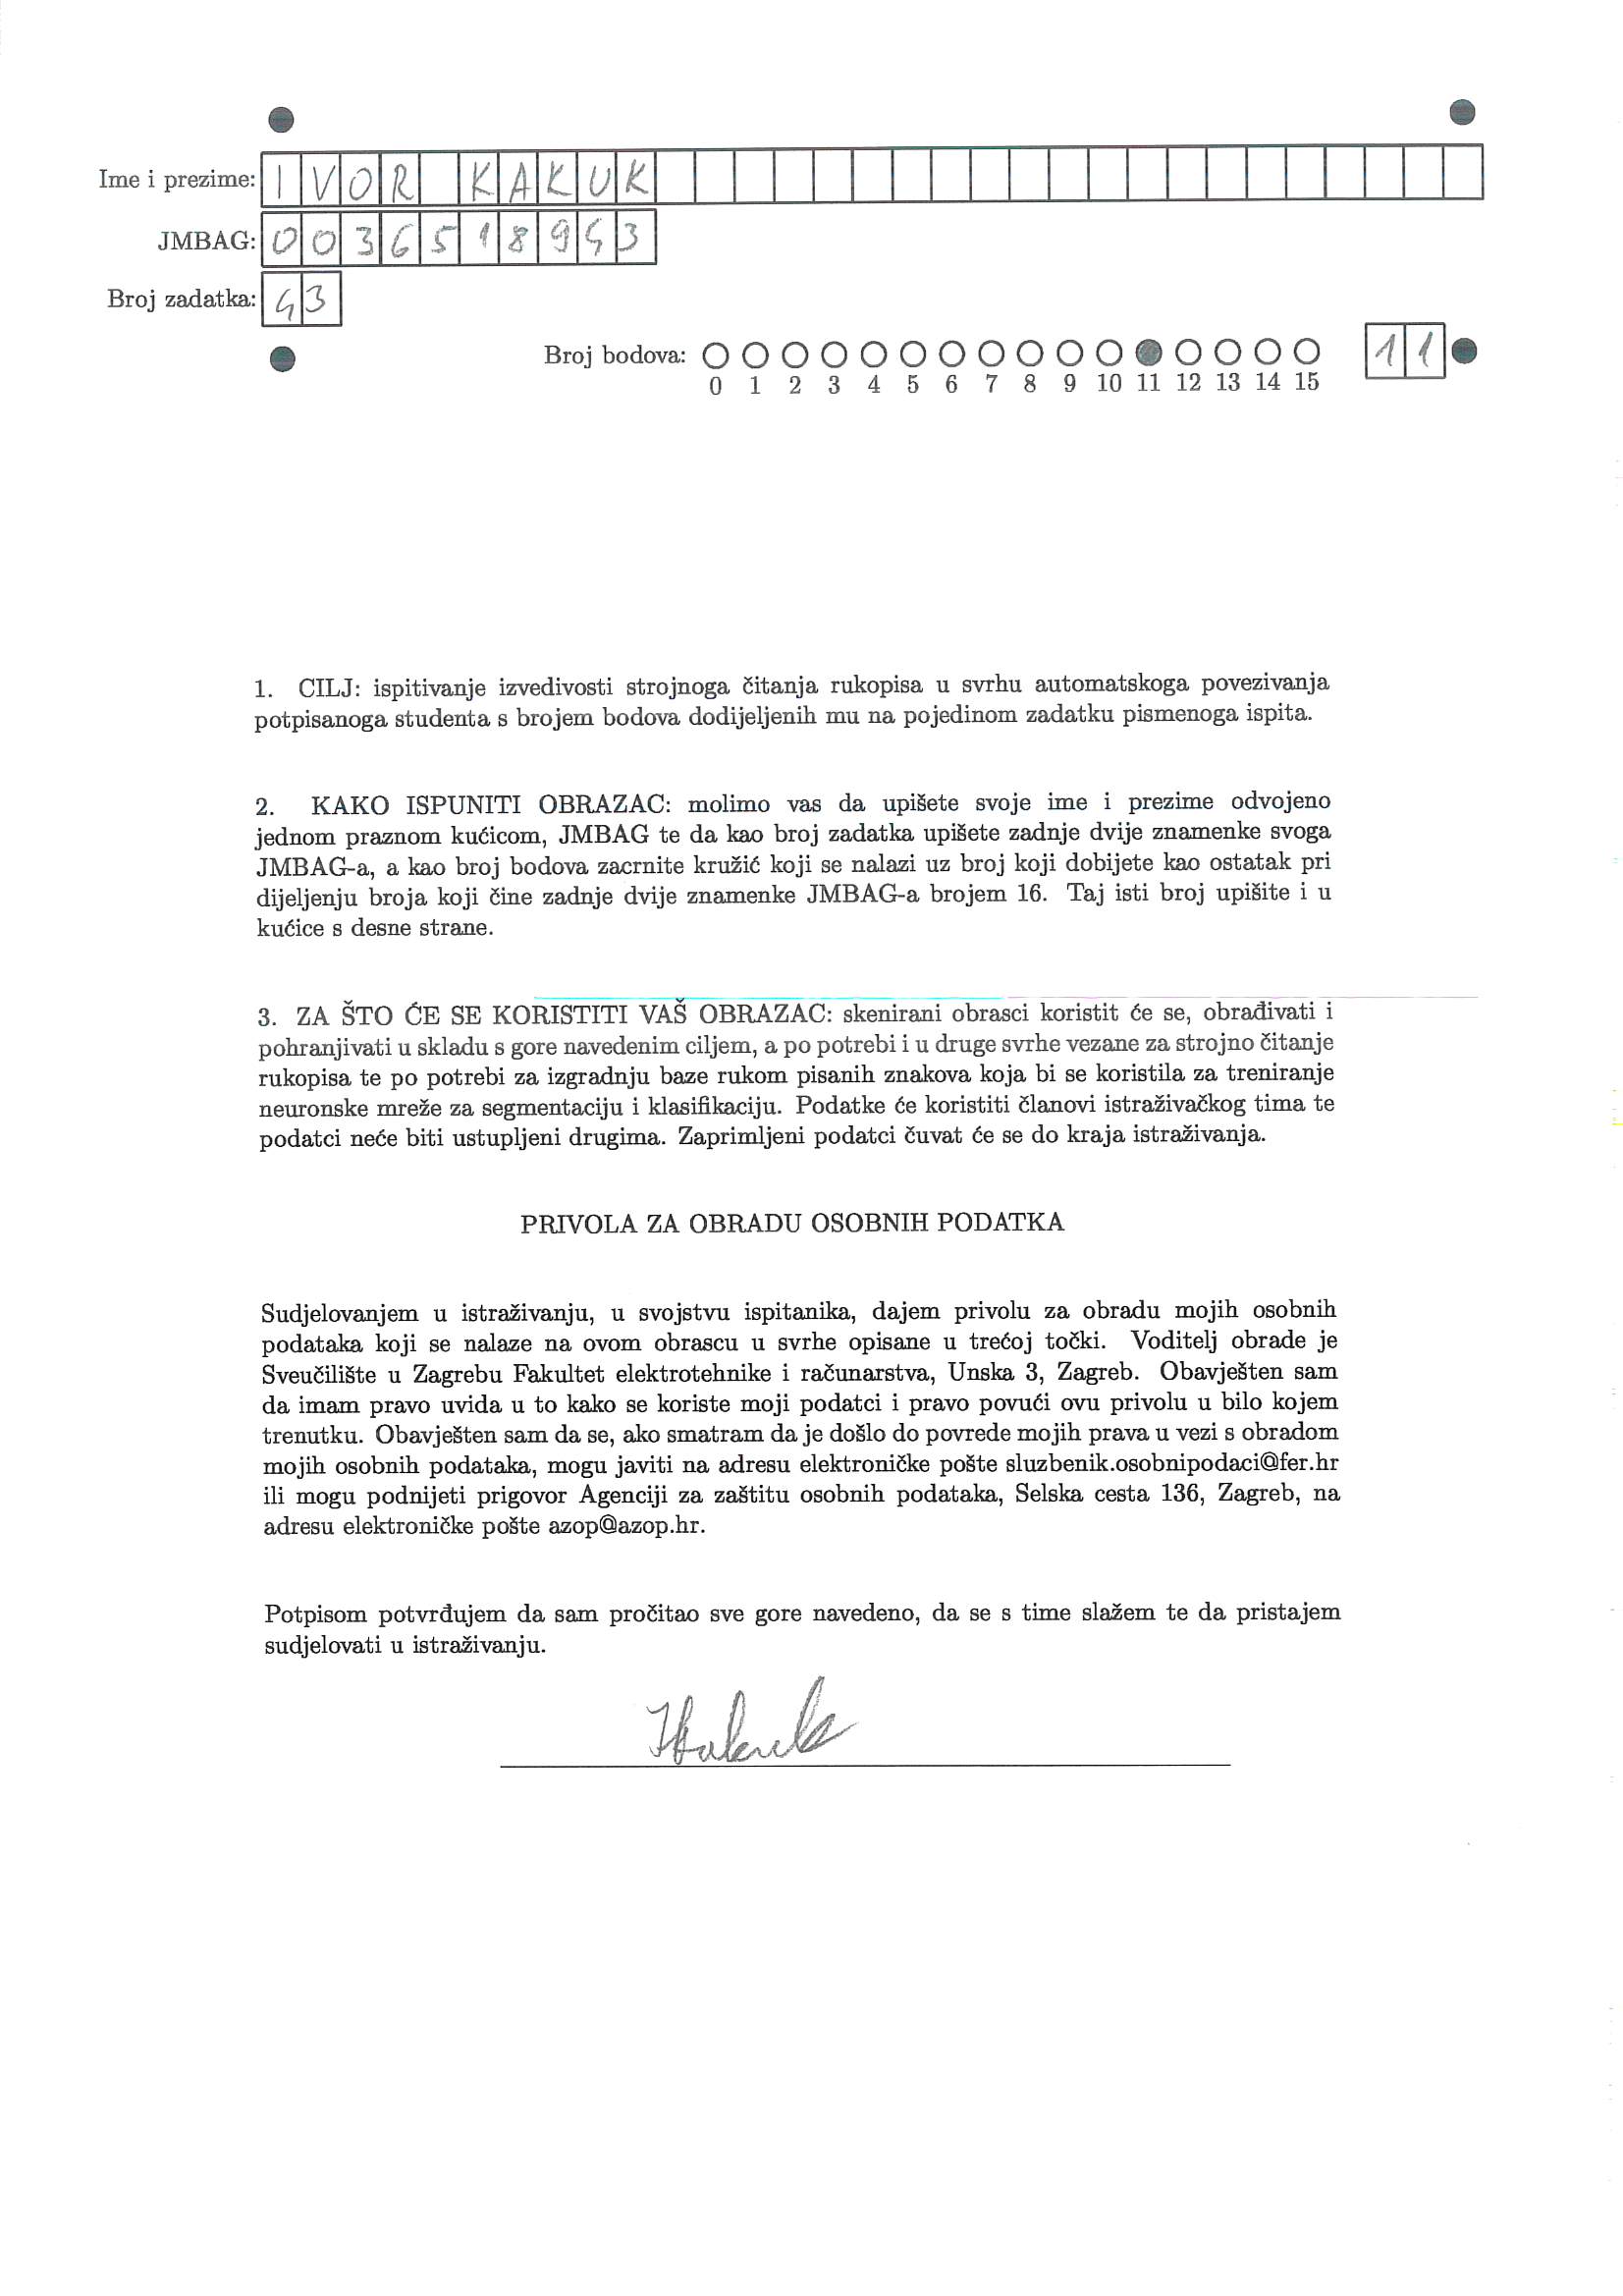 Ime i prezime: IVOR KAKUK
JMBAG: 0036518943
Broj zadatka: 43
Broj bodova: 11
0 1 2 3 4 5 6 7 8 9 10 11 12 13 14 15
1. CILJ: ispitivanje izvedivosti strojnoga čitanja rukopisa u svrhu automatskoga povezivanja
potpisanoga studenta s brojem bodova dodijeljenih mu na pojedinom zadatku pismenoga ispita.
2. KAKO ISPUNITI OBRAZAC: molimo vas da upišete svoje ime i prezime odvojeno
jednom praznom kućicom, JMBAG te da kao broj zadatka upišete zadnje dvije znamenke svoga
JMBAG-a, a kao broj bodova zacrnite kružić koji se nalazi uz broj koji dobijete kao ostatak pri
dijeljenju broja koji čine zadnje dvije znamenke JMBAG-a brojem 16. Taj isti broj upišite i u
kućice s desne strane.
3. ZA ŠTO ĆE SE KORISTITI VAŠ OBRAZAC: skenirani obrasci koristit će se, obrađivati i
pohranjivati u skladu s gore navedenim ciljem, a po potrebi i u druge svrhe vezane za strojno čitanje
rukopisa te po potrebi za izgradnju baze rukom pisanih znakova koja bi se koristila za treniranje
neuronske mreže za segmentaciju i klasifikaciju. Podatke će koristiti članovi istraživačkog tima te
podatci neće biti ustupljeni drugima. Zaprimljeni podatci čuvat će se do kraja istraživanja.
PRIVOLA ZA OBRADU OSOBNIH PODATKA
Sudjelovanjem u istraživanju, u svojstvu ispitanika, dajem privolu za obradu mojih osobnih
podataka koji se nalaze na ovom obrascu u svrhe opisane u trećoj točki. Voditelj obrade je
Sveučilište u Zagrebu Fakultet elektrotehnike i računarstva, Unska 3, Zagreb. Obavješten sam
da imam pravo uvida u to kako se koriste moji podatci i pravo povući ovu privolu u bilo kojem
trenutku. Obavješten sam da se, ako smatram da je došlo do povrede mojih prava u vezi s obradom
mojih osobnih podataka, mogu javiti na adresu elektroničke pošte sluzbenik.osobnipodaci@fer.hr
ili mogu podnijeti prigovor Agenciji za zaštitu osobnih podataka, Selska cesta 136, Zagreb, na
adresu elektroničke pošte azop@azop.hr.
Potpisom potvrđujem da sam pročitao sve gore navedeno, da se s time slažem te da pristajem
sudjelovati u istraživanju.
IKakuk